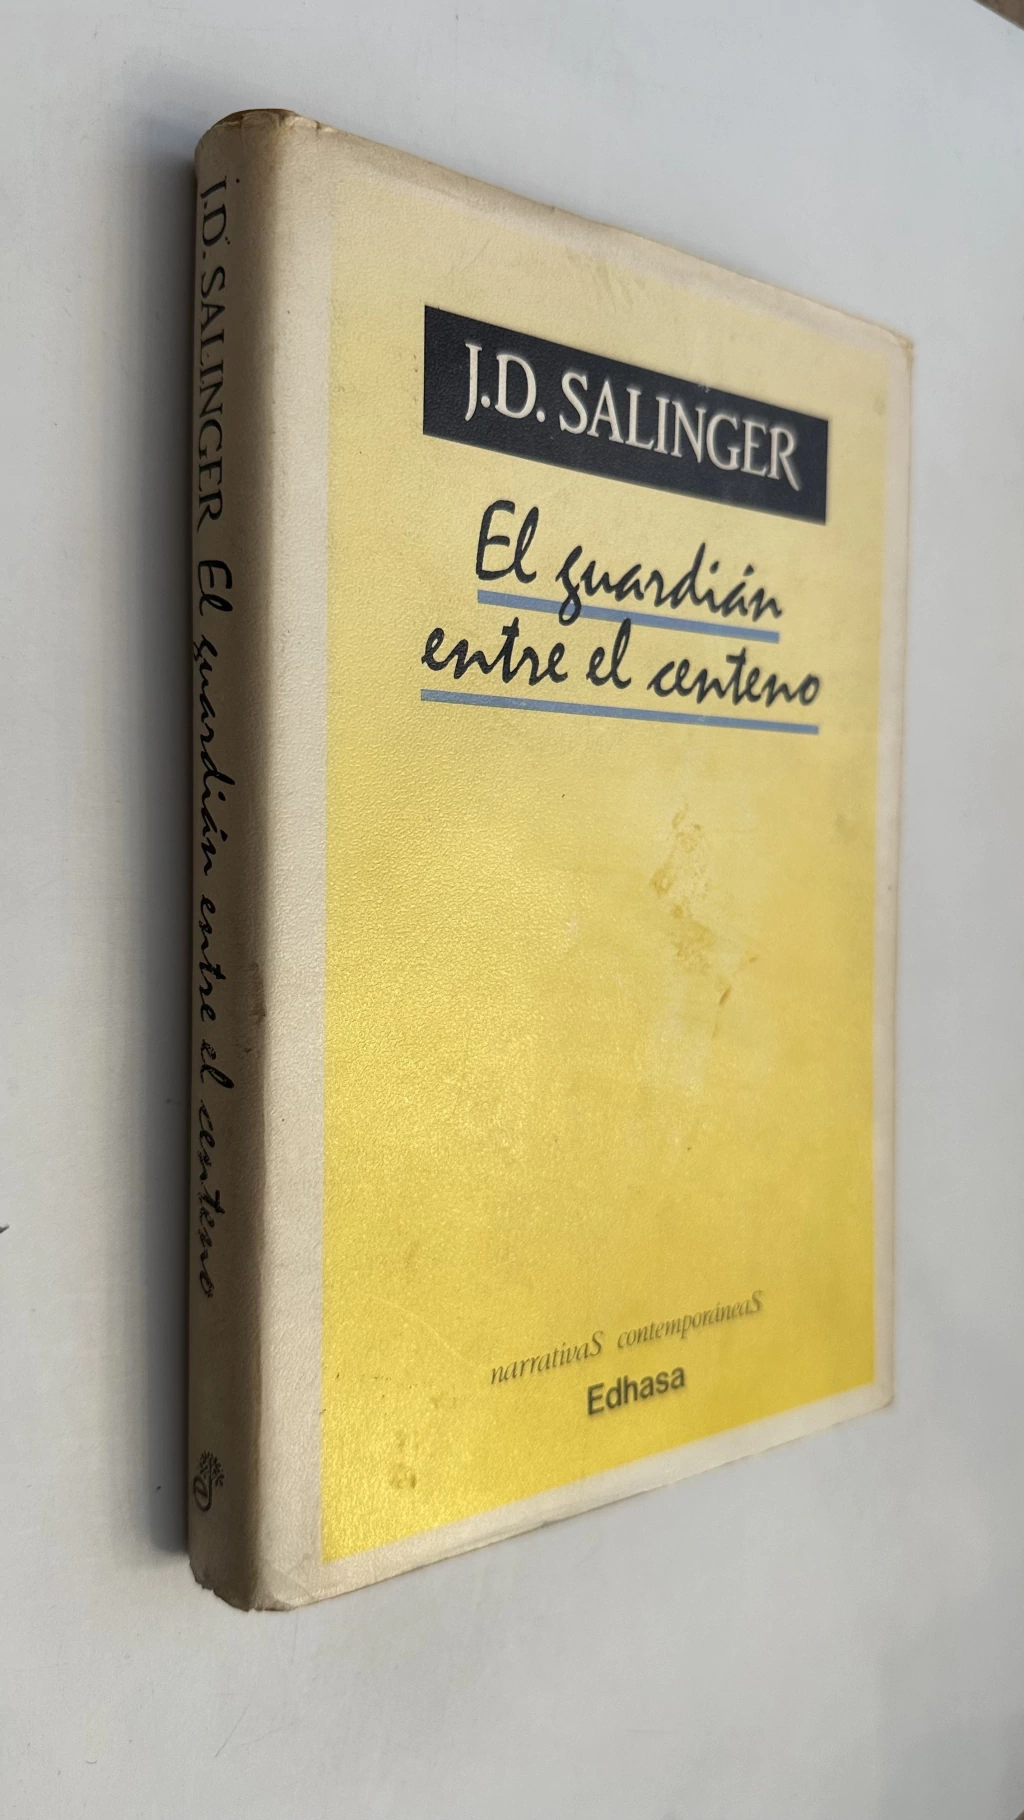 J.D. SALINGER El guardián entre el centeno
J.D. SALINGER
El guardián
entre el centeno
narrativaS contemporáneaS
Edhasa